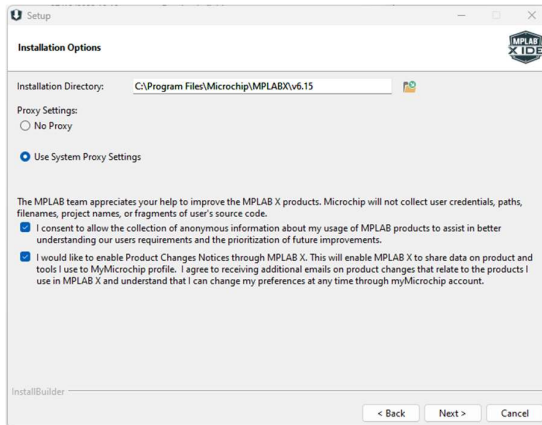 Setup
Installation Options
MPLAB
X IDE
Installation Directory: C:\Program Files\Microchip\MPLABX\v6.15
Proxy Settings:
No Proxy
Use System Proxy Settings
The MPLAB team appreciates your help to improve the MPLAB X products. Microchip will not collect user credentials, paths,
filenames, project names, or fragments of user's source code.
I consent to allow the collection of anonymous information about my usage of MPLAB products to assist in better
understanding our users requirements and the prioritization of future improvements.
I would like to enable Product Changes Notices through MPLAB X. This will enable MPLAB X to share data on product and
tools I use to MyMicrochip profile. I agree to receiving additional emails on product changes that relate to the products I
use in MPLAB X and understand that I can change my preferences at any time through myMicrochip account.
InstallBuilder
< Back Next > Cancel